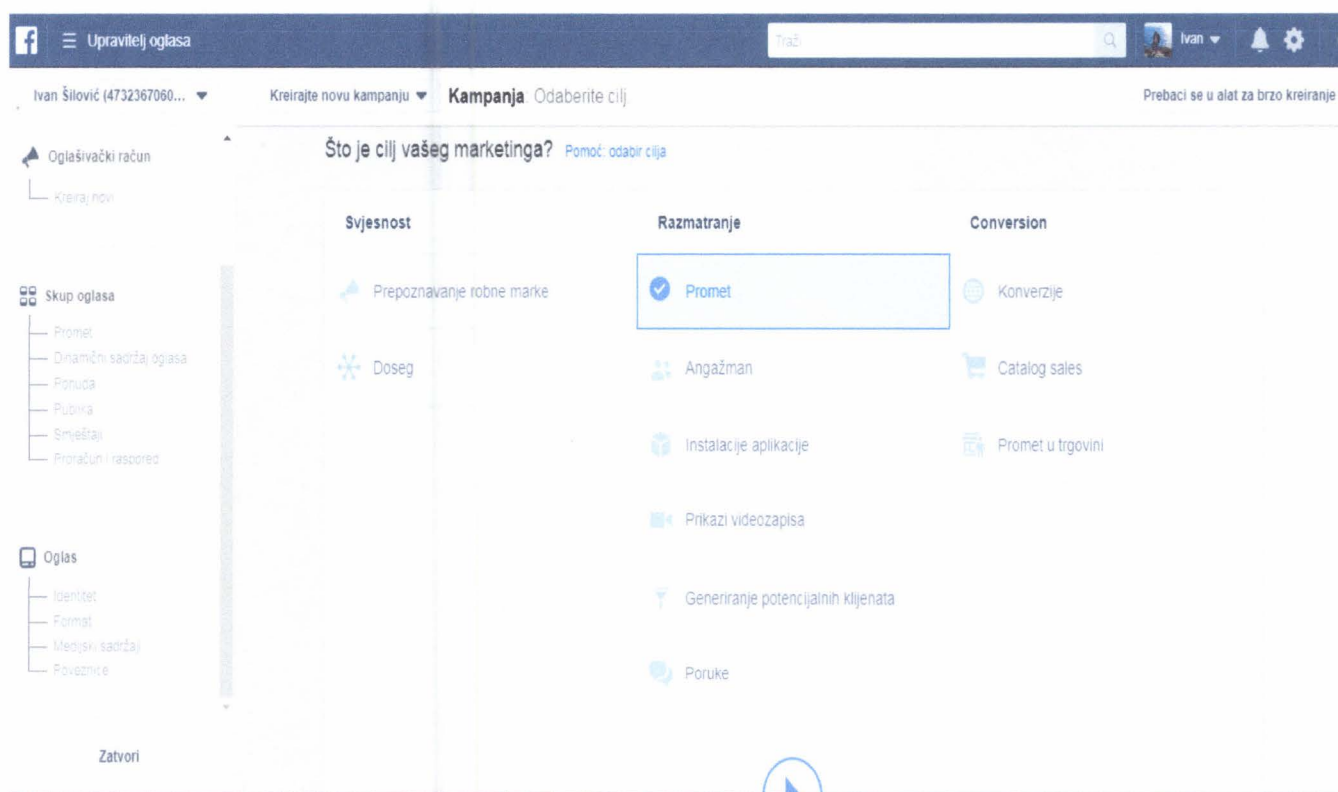 f Upravitelj oglasa Traži Ivan
Ivan Šilović (4732367060... Kreirajte novu kampanju Kampanja: Odaberite cilj Prebaci se u alat za brzo kreiranje
Oglašivački račun
Kreiraj novi
Skup oglasa
Promet
Dinamični sadržaj oglasa
Ponuda
Publika
Smještaji
Proračun i raspored
Oglas
Identitet
Format
Medijski sadržaj
Poveznice
Zatvori
Što je cilj vašeg marketinga? Pomoć: odabir cilja
Svjesnost
Prepoznavanje robne marke
Doseg
Razmatranje
Promet
Angažman
Instalacije aplikacije
Prikazi videozapisa
Generiranje potencijalnih klijenata
Poruke
Conversion
Konverzije
Catalog sales
Promet u trgovini